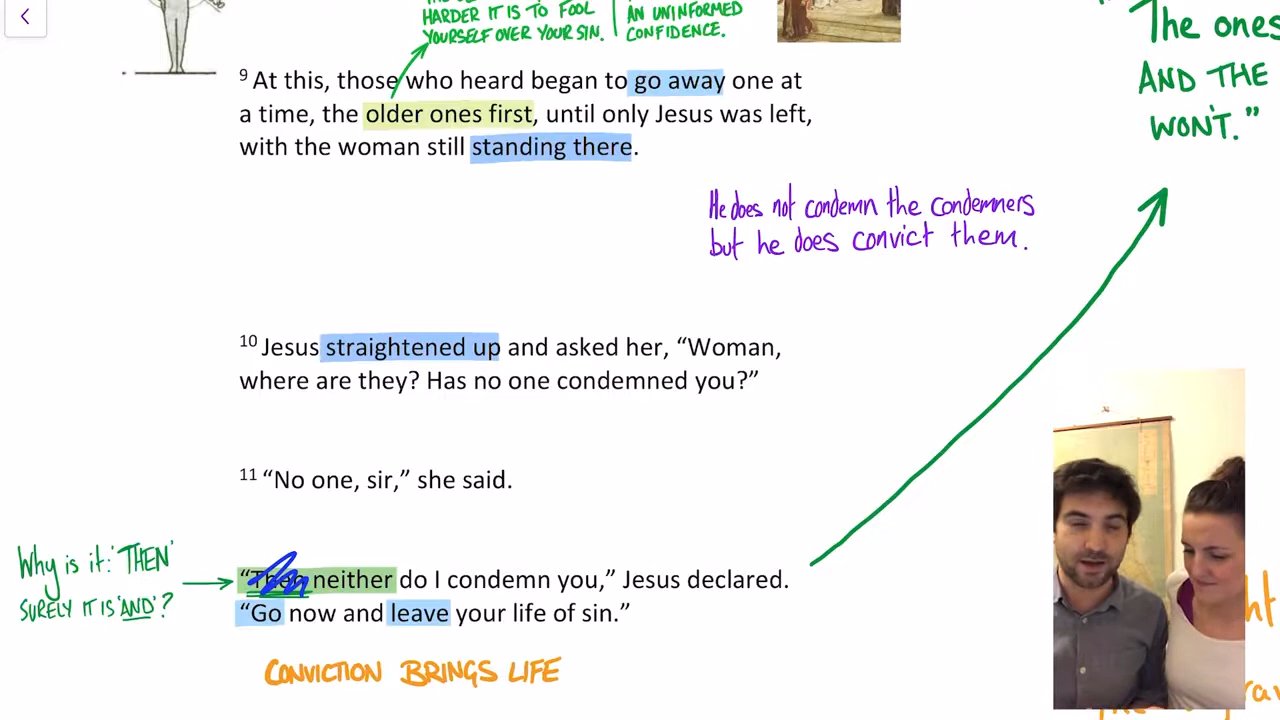 HARDER IT IS TO FOOL
YOURSELF OVER YOUR SIN.
AN UNINFORMED
CONFIDENCE.
"The ones
AND THE
WON'T."
9 At this, those who heard began to go away one at
a time, the older ones first, until only Jesus was left,
with the woman still standing there.
He does not condemn the condemners
but he does convict them.
10 Jesus straightened up and asked her, “Woman,
where are they? Has no one condemned you?”
11 “No one, sir,” she said.
Why is it: 'THEN'
SURELY IT IS 'AND'?
“Then neither do I condemn you,” Jesus declared.
“Go now and leave your life of sin.”
CONVICTION BRINGS LIFE